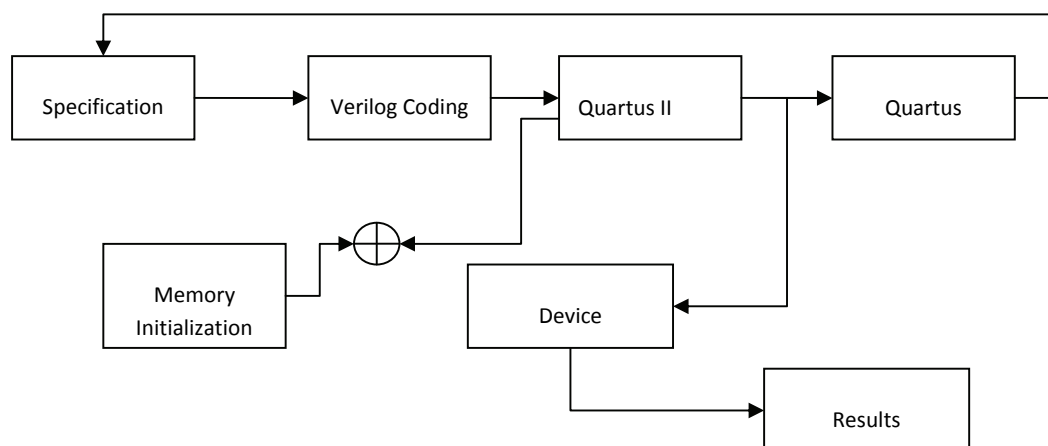 Specification
Verilog Coding
Quartus II
Quartus
Memory
Initialization
Device
Results